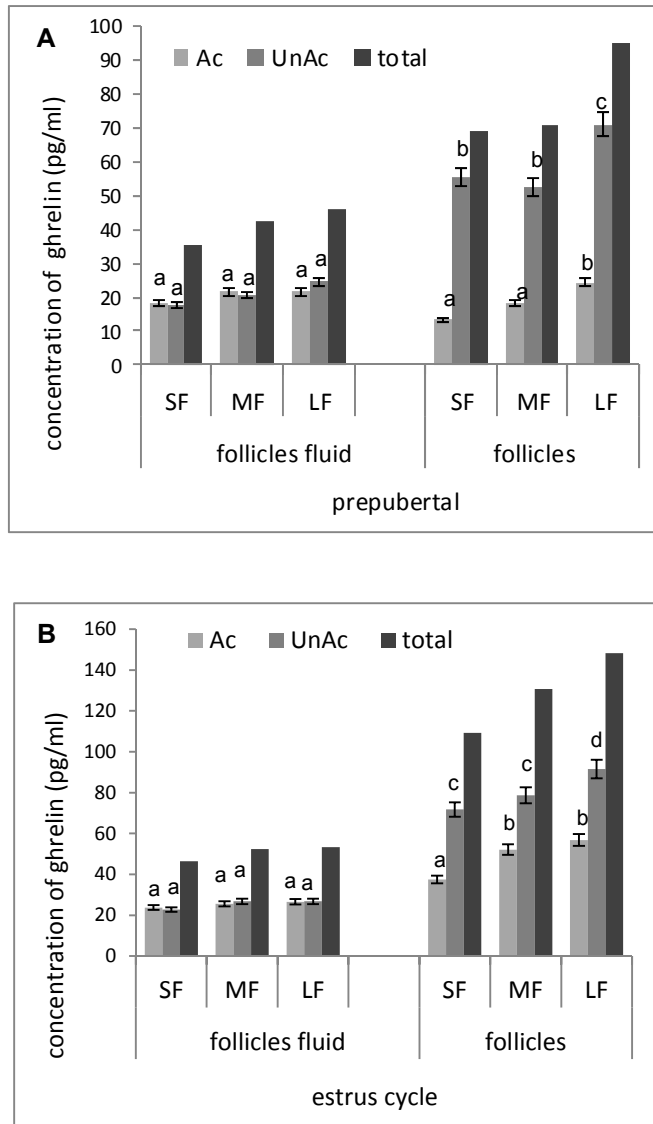 A
Ac UnAc total
concentration of ghrelin (pg/ml)
100
90
80
70
60
50
40
30
20
10
0
a a a a a a b a b a c b
SF MF LF SF MF LF
follicles fluid follicles
prepubertal
B
Ac UnAc total
concentration of ghrelin (pg/ml)
160
140
120
100
80
60
40
20
0
a a a a a a a c b c b d
SF MF LF SF MF LF
follicles fluid follicles
estrus cycle